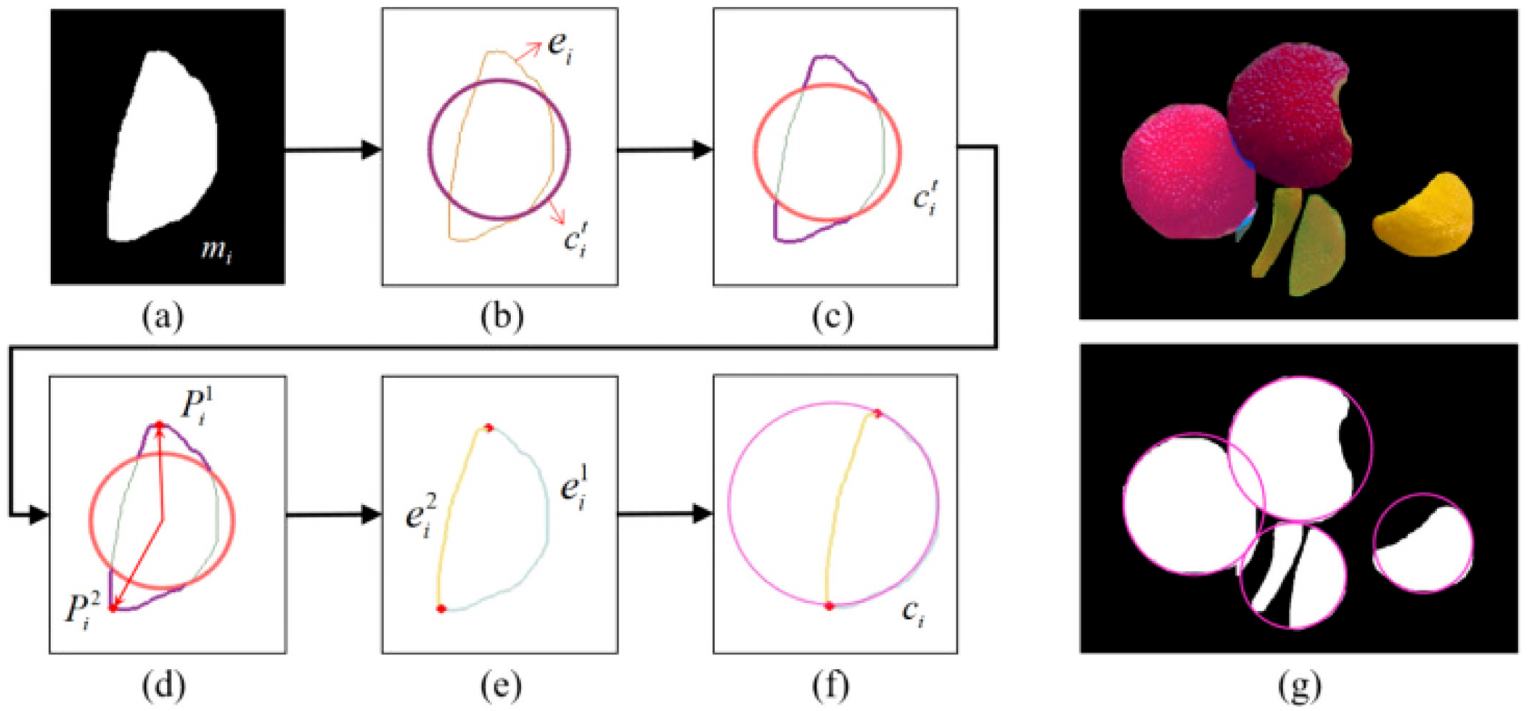 m_i
e_i
c_i^t
c_i^t
(a)
(b)
(c)
P_i^1
P_i^2
e_i^2
e_i^1
c_i
(d)
(e)
(f)
(g)